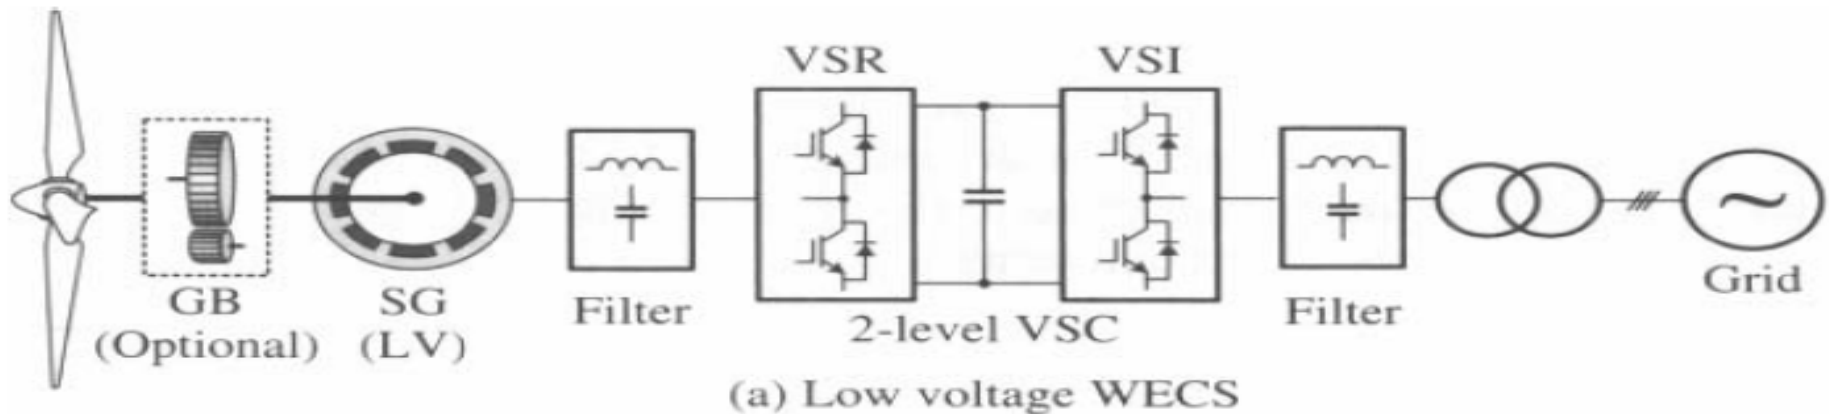 VSR
VSI
GB
(Optional)
SG
(LV)
Filter
2-level VSC
Filter
Grid
(a) Low voltage WECS